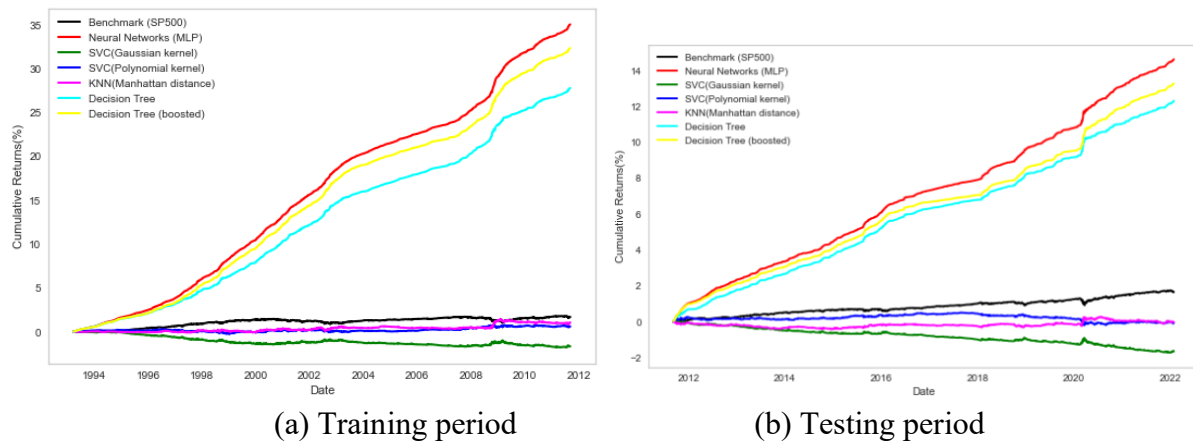 35
30
25
20
15
10
5
0
Cumulative Returns(%)
Benchmark (SP500)
Neural Networks (MLP)
SVC(Gaussian kernel)
SVC(Polynomial kernel)
KNN(Manhattan distance)
Decision Tree
Decision Tree (boosted)
1994 1996 1998 2000 2002 2004 2006 2008 2010 2012
Date
(a) Training period
14
12
10
8
6
4
2
0
−2
Cumulative Returns(%)
Benchmark (SP500)
Neural Networks (MLP)
SVC(Gaussian kernel)
SVC(Polynomial kernel)
KNN(Manhattan distance)
Decision Tree
Decision Tree (boosted)
2012 2014 2016 2018 2020 2022
Date
(b) Testing period